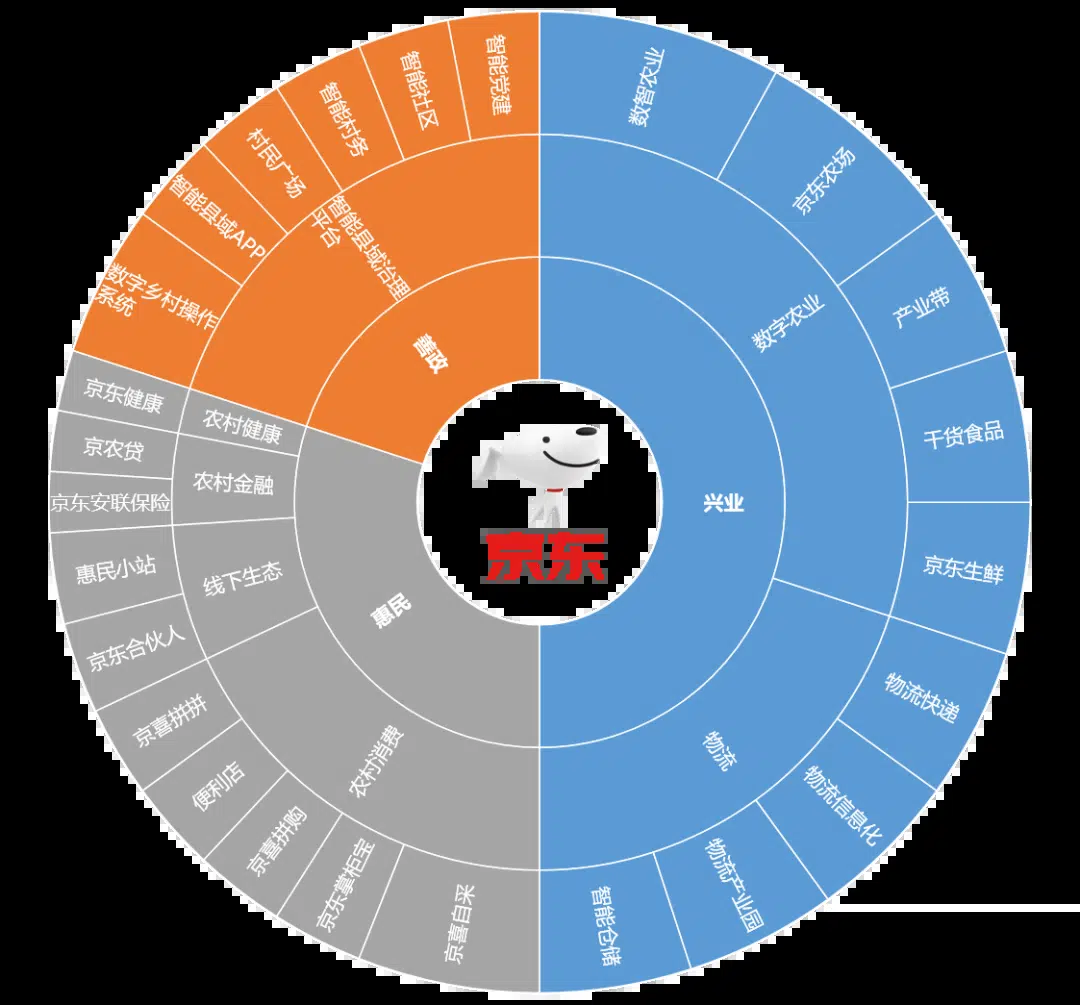 京东
兴业
数字农业
数智农业
京东农场
产业带
干货食品
京东生鲜
物流
物流快递
物流信息化
物流产业园
智能仓储
惠民
农村消费
京喜自采
京东掌柜宝
京喜拼购
便利店
京喜拼拼
线下生态
京东合伙人
惠民小站
农村金融
京东安联保险
京农贷
农村健康
京东健康
善政
智能县域治理
平台
数字乡村操作
系统
智能县域APP
村民广场
智能村务
智能社区
智能党建